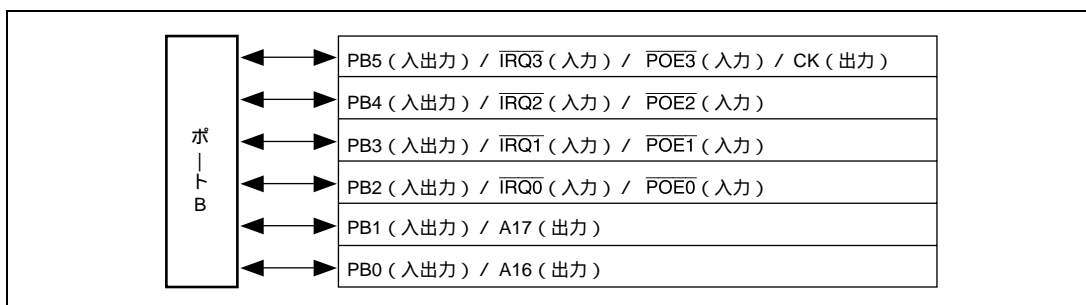 ポートB
PB5（入出力）/ IRQ3（入力）/ POE3（入力）/ CK（出力）
PB4（入出力）/ IRQ2（入力）/ POE2（入力）
PB3（入出力）/ IRQ1（入力）/ POE1（入力）
PB2（入出力）/ IRQ0（入力）/ POE0（入力）
PB1（入出力）/ A17（出力）
PB0（入出力）/ A16（出力）